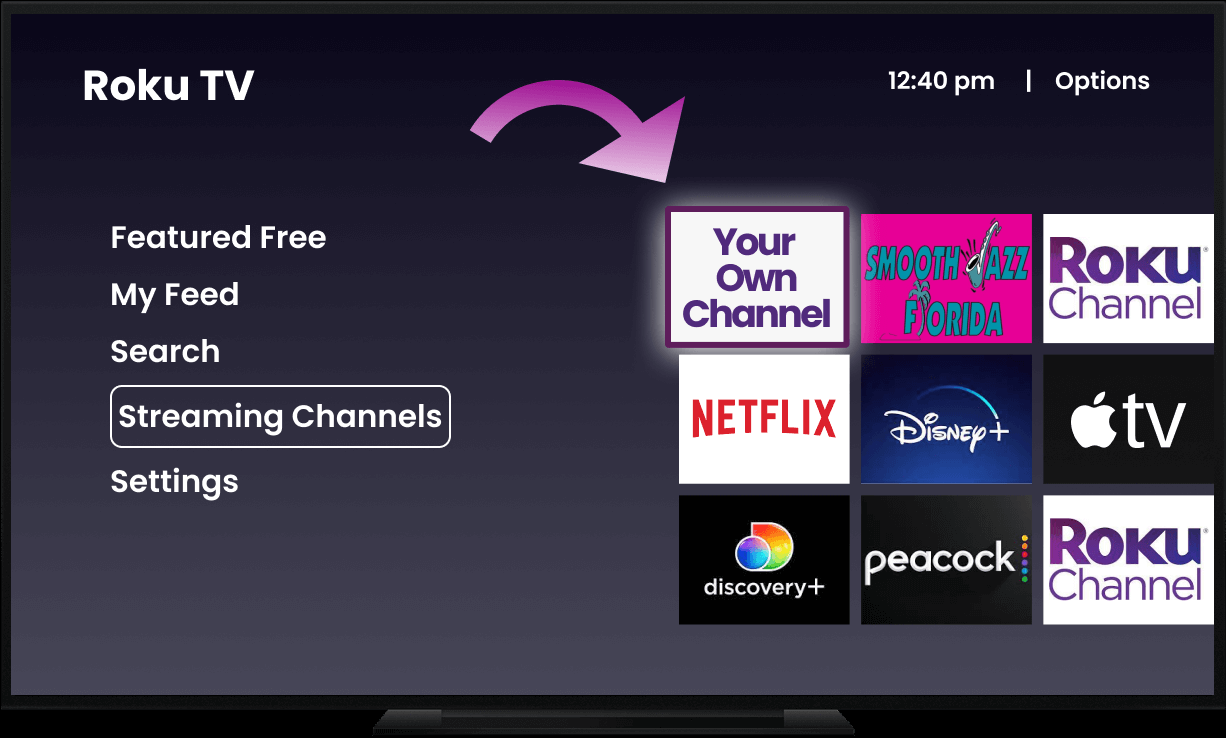 Roku TV
12:40 pm | Options
Featured Free
My Feed
Search
Streaming Channels
Settings
Your
Own
Channel
SMOOTH JAZZ
FLORIDA
ROKU
Channel
NETFLIX
Disney+
tv
discovery+
peacock
ROKU
Channel